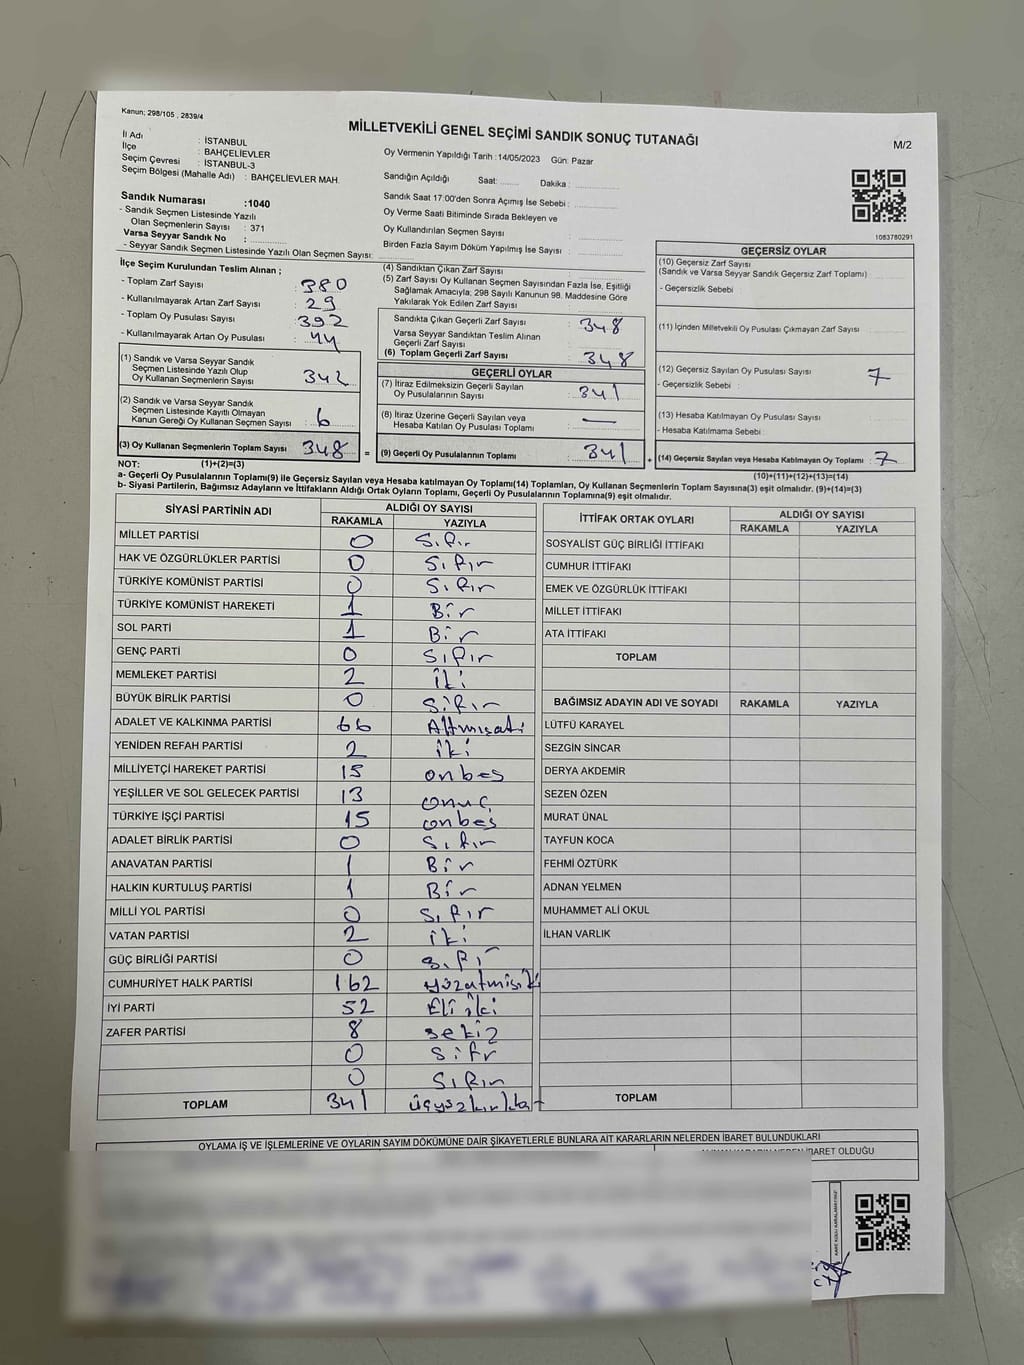 Kanun; 298/105 , 2839/4
MİLLETVEKİLİ GENEL SEÇİMİ SANDIK SONUÇ TUTANAĞI
M/2
İl Adı : İSTANBUL
İlçe : BAHÇELİEVLER
Seçim Çevresi : İSTANBUL-3
Seçim Bölgesi (Mahalle Adı) : BAHÇELİEVLER MAH.
Oy Vermenin Yapıldığı Tarih : 14/05/2023 Gün: Pazar
Sandığın Açıldığı Saat: Dakika :
Sandık Saat 17:00'den Sonra Açımış İse Sebebi :
Oy Verme Saati Bitiminde Sırada Bekleyen ve
Oy Kullandırılan Seçmen Sayısı :
Birden Fazla Sayım Döküm Yapılmış İse Sayısı :
1083780291
Sandık Numarası :1040
- Sandık Seçmen Listesinde Yazılı
Olan Seçmenlerin Sayısı : 371
Varsa Seyyar Sandık No :
- Seyyar Sandık Seçmen Listesinde Yazılı Olan Seçmen Sayısı:
İlçe Seçim Kurulundan Teslim Alınan ;
- Toplam Zarf Sayısı : 380
- Kullanılmayarak Artan Zarf Sayısı : 29
- Toplam Oy Pusulası Sayısı : 392
- Kullanılmayarak Artan Oy Pusulası : 44
(1) Sandık ve Varsa Seyyar Sandık
Seçmen Listesinde Yazılı Olup
Oy Kullanan Seçmenlerin Sayısı : 342
(2) Sandık ve Varsa Seyyar Sandık
Seçmen Listesinde Kayıtlı Olmayan
Kanun Gereği Oy Kullanan Seçmen Sayısı : 6
(3) Oy Kullanan Seçmenlerin Toplam Sayısı : 348
(4) Sandıktan Çıkan Zarf Sayısı :
(5) Zarf Sayısı Oy Kullanan Seçmen Sayısından Fazla İse, Eşitliği
Sağlamak Amacıyla, 298 Sayılı Kanunun 98. Maddesine Göre
Yakılarak Yok Edilen Zarf Sayısı :
Sandıkta Çıkan Geçerli Zarf Sayısı : 348
Varsa Seyyar Sandıktan Teslim Alınan
Geçerli Zarf Sayısı :
(6) Toplam Geçerli Zarf Sayısı : 348
GEÇERLİ OYLAR
(7) İtiraz Edilmeksizin Geçerli Sayılan
Oy Pusulalarının Sayısı : 341
(8) İtiraz Üzerine Geçerli Sayılan veya
Hesaba Katılan Oy Pusulası Toplamı : —
= (9) Geçerli Oy Pusulalarının Toplamı : 341
GEÇERSİZ OYLAR
(10) Geçersiz Zarf Sayısı
(Sandık ve Varsa Seyyar Sandık Geçersiz Zarf Toplamı) :
- Geçersizlik Sebebi :
(11) İçinden Milletvekili Oy Pusulası Çıkmayan Zarf Sayısı :
(12) Geçersiz Sayılan Oy Pusulası Sayısı : 7
- Geçersizlik Sebebi :
(13) Hesaba Katılmayan Oy Pusulası Sayısı :
- Hesaba Katılmama Sebebi :
+ (14) Geçersiz Sayılan veya Hesaba Katılmayan Oy Toplamı : 7
NOT: (1)+(2)=(3)
(10)+(11)+(12)+(13)=(14)
a- Geçerli Oy Pusulalarının Toplamı(9) ile Geçersiz Sayılan veya Hesaba katılmayan Oy Toplamı(14) Toplamları, Oy Kullanan Seçmenlerin Toplam Sayısına(3) eşit olmalıdır. (9)+(14)=(3)
b- Siyasi Partilerin, Bağımsız Adayların ve İttifakların Aldığı Ortak Oyların Toplamı, Geçerli Oy Pusulalarının Toplamına(9) eşit olmalıdır.
SİYASİ PARTİNİN ADI ALDIĞI OY SAYISI
RAKAMLA YAZIYLA
MİLLET PARTİSİ 0 Sıfır
HAK VE ÖZGÜRLÜKLER PARTİSİ 0 Sıfır
TÜRKİYE KOMÜNİST PARTİSİ 0 Sıfır
TÜRKİYE KOMÜNİST HAREKETİ 1 Bir
SOL PARTİ 1 Bir
GENÇ PARTİ 0 Sıfır
MEMLEKET PARTİSİ 2 İki
BÜYÜK BİRLİK PARTİSİ 0 Sıfır
ADALET VE KALKINMA PARTİSİ 66 Altmışatı
YENİDEN REFAH PARTİSİ 2 iki
MİLLİYETÇİ HAREKET PARTİSİ 15 onbeş
YEŞİLLER VE SOL GELECEK PARTİSİ 13 onüç
TÜRKİYE İŞÇİ PARTİSİ 15 onbeş
ADALET BİRLİK PARTİSİ 0 Sıfır
ANAVATAN PARTİSİ 1 Bir
HALKIN KURTULUŞ PARTİSİ 1 Bir
MİLLİ YOL PARTİSİ 0 Sıfır
VATAN PARTİSİ 2 iki
GÜÇ BİRLİĞİ PARTİSİ 0 Sıfır
CUMHURİYET HALK PARTİSİ 162
İYİ PARTİ 52 Elliiki
ZAFER PARTİSİ 8 sekiz
0 Sıfr
0 Sıfır
TOPLAM 341
İTTİFAK ORTAK OYLARI ALDIĞI OY SAYISI
RAKAMLA YAZIYLA
SOSYALİST GÜÇ BİRLİĞİ İTTİFAKI
CUMHUR İTTİFAKI
EMEK VE ÖZGÜRLÜK İTTİFAKI
MİLLET İTTİFAKI
ATA İTTİFAKI
TOPLAM
BAĞIMSIZ ADAYIN ADI VE SOYADI RAKAMLA YAZIYLA
LÜTFÜ KARAYEL
SEZGİN SİNCAR
DERYA AKDEMİR
SEZEN ÖZEN
MURAT ÜNAL
TAYFUN KOCA
FEHMİ ÖZTÜRK
ADNAN YELMEN
MUHAMMET ALİ OKUL
İLHAN VARLIK
TOPLAM
OYLAMA İŞ VE İŞLEMLERİNE VE OYLARIN SAYIM DÖKÜMÜNE DAİR ŞİKAYETLERLE BUNLARA AİT KARARLARIN NELERDEN İBARET BULUNDUKLARI
OLDUĞU